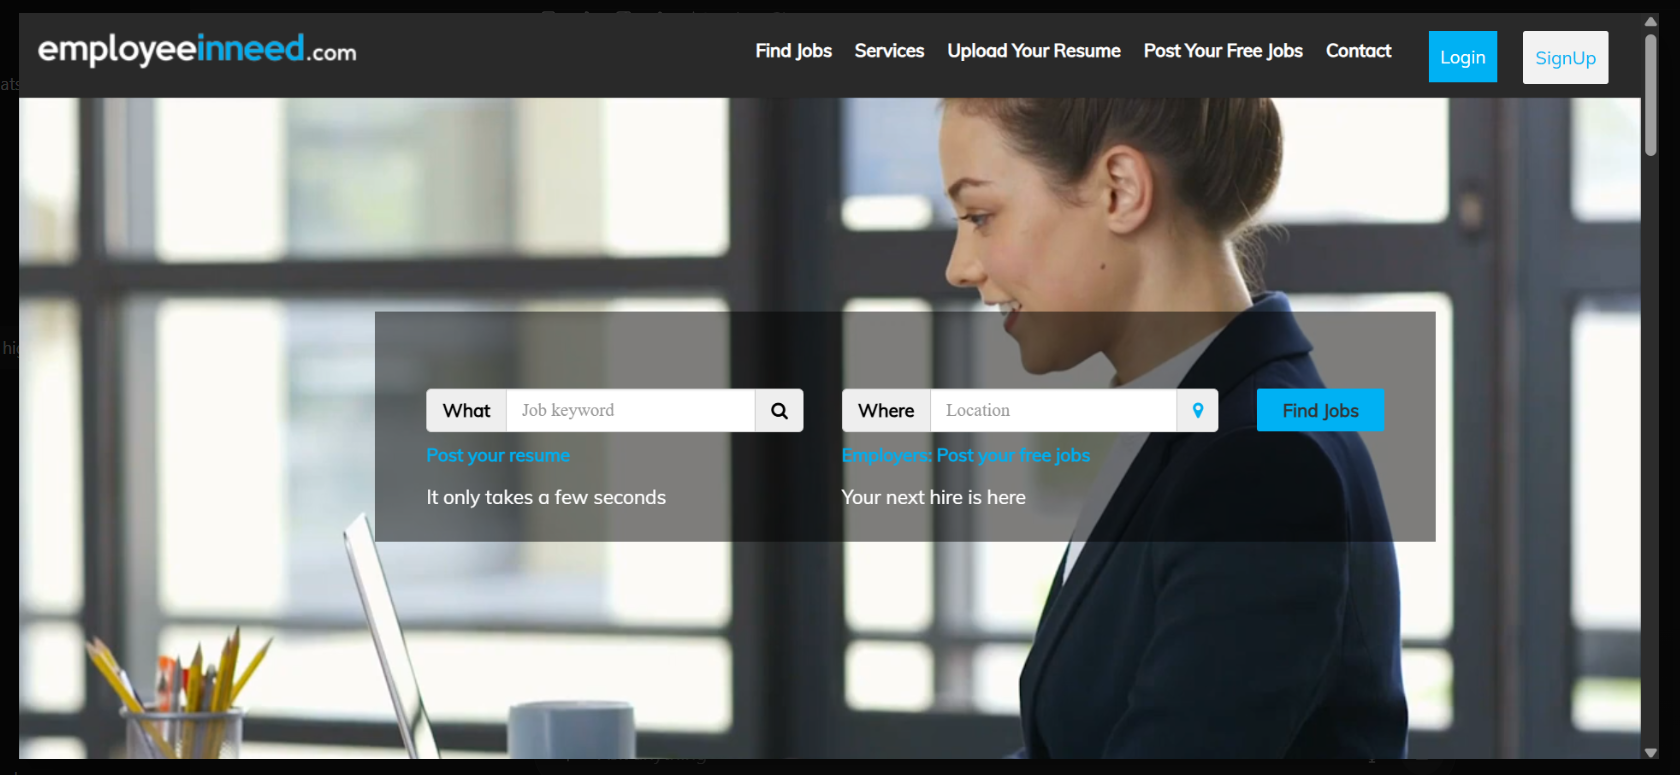 employeeinneed.com
Find Jobs Services Upload Your Resume Post Your Free Jobs Contact Login SignUp
What Job keyword Where Location Find Jobs
Post your resume Employers: Post your free jobs
It only takes a few seconds Your next hire is here